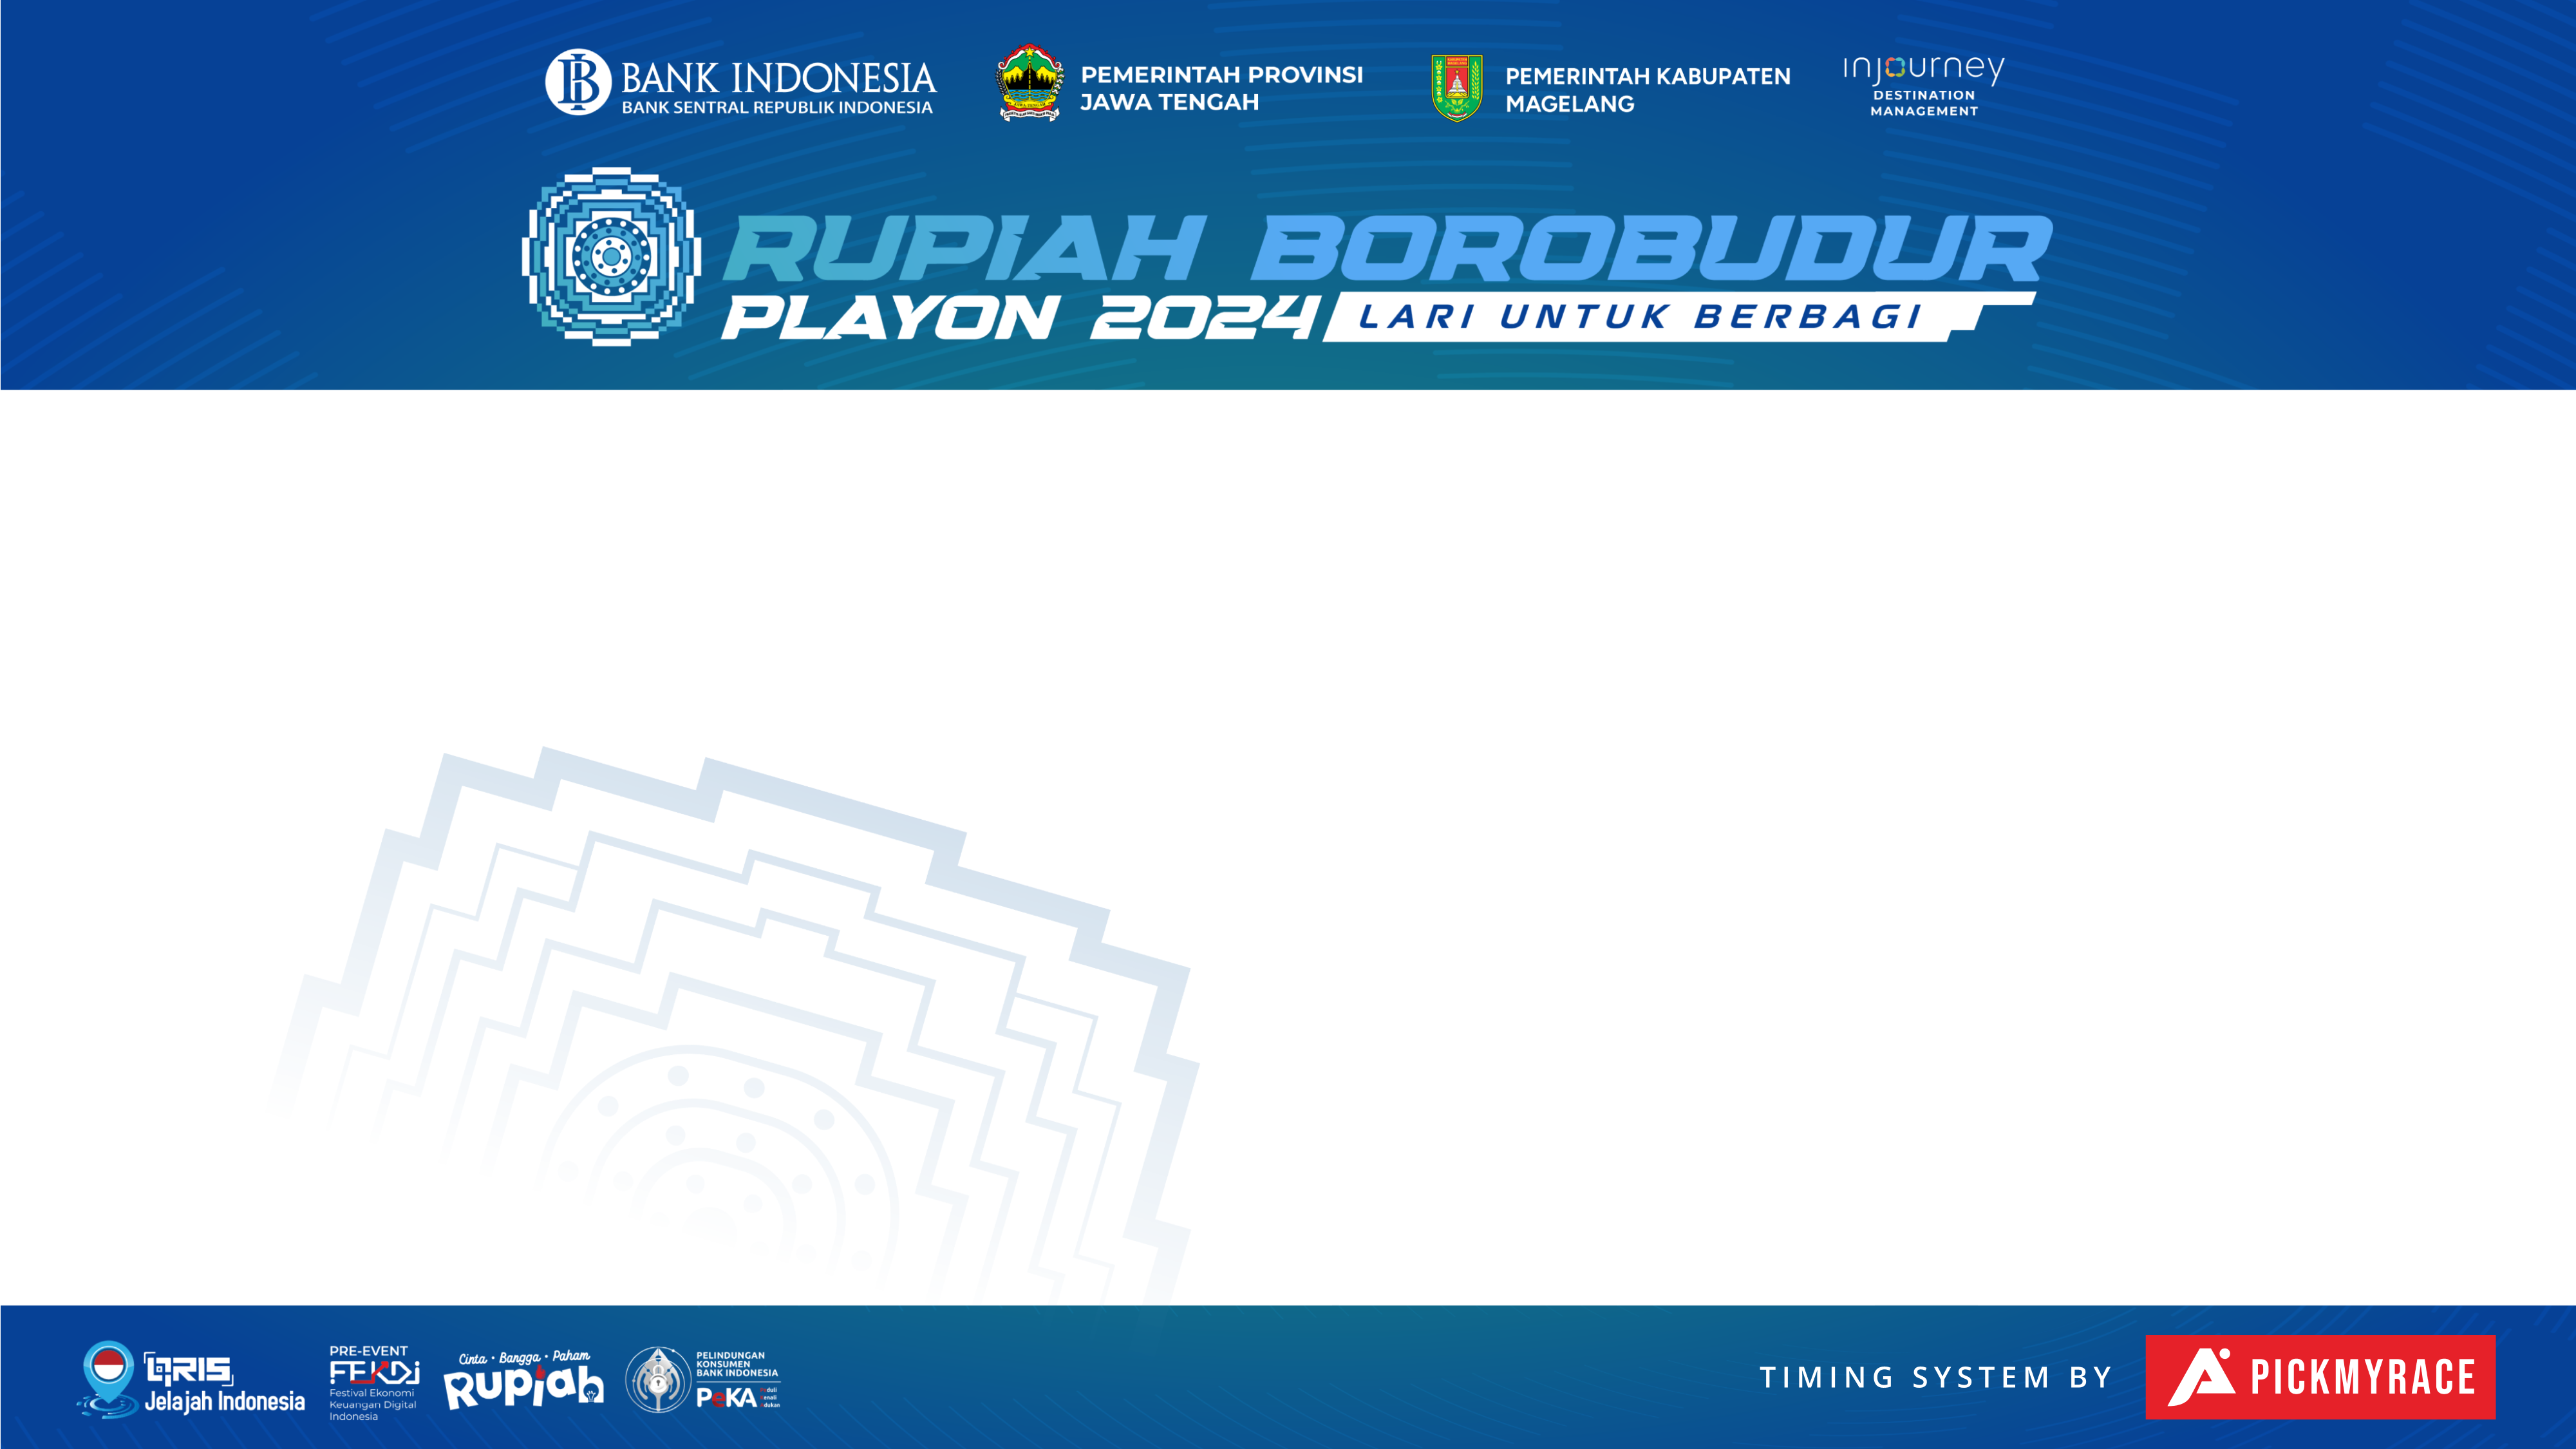 BANK INDONESIA
BANK SENTRAL REPUBLIK INDONESIA
PEMERINTAH PROVINSI
JAWA TENGAH
PEMERINTAH KABUPATEN
MAGELANG
injourney
DESTINATION
MANAGEMENT
RUPIAH BOROBUDUR
PLAYON 2024 LARI UNTUK BERBAGI
QRIS
Jelajah Indonesia
PRE-EVENT
FEKDI
Festival Ekonomi
Keuangan Digital
Indonesia
Cinta • Bangga • Paham
Rupiah
PELINDUNGAN
KONSUMEN
BANK INDONESIA
PeKA
TIMING SYSTEM BY
PICKMYRACE